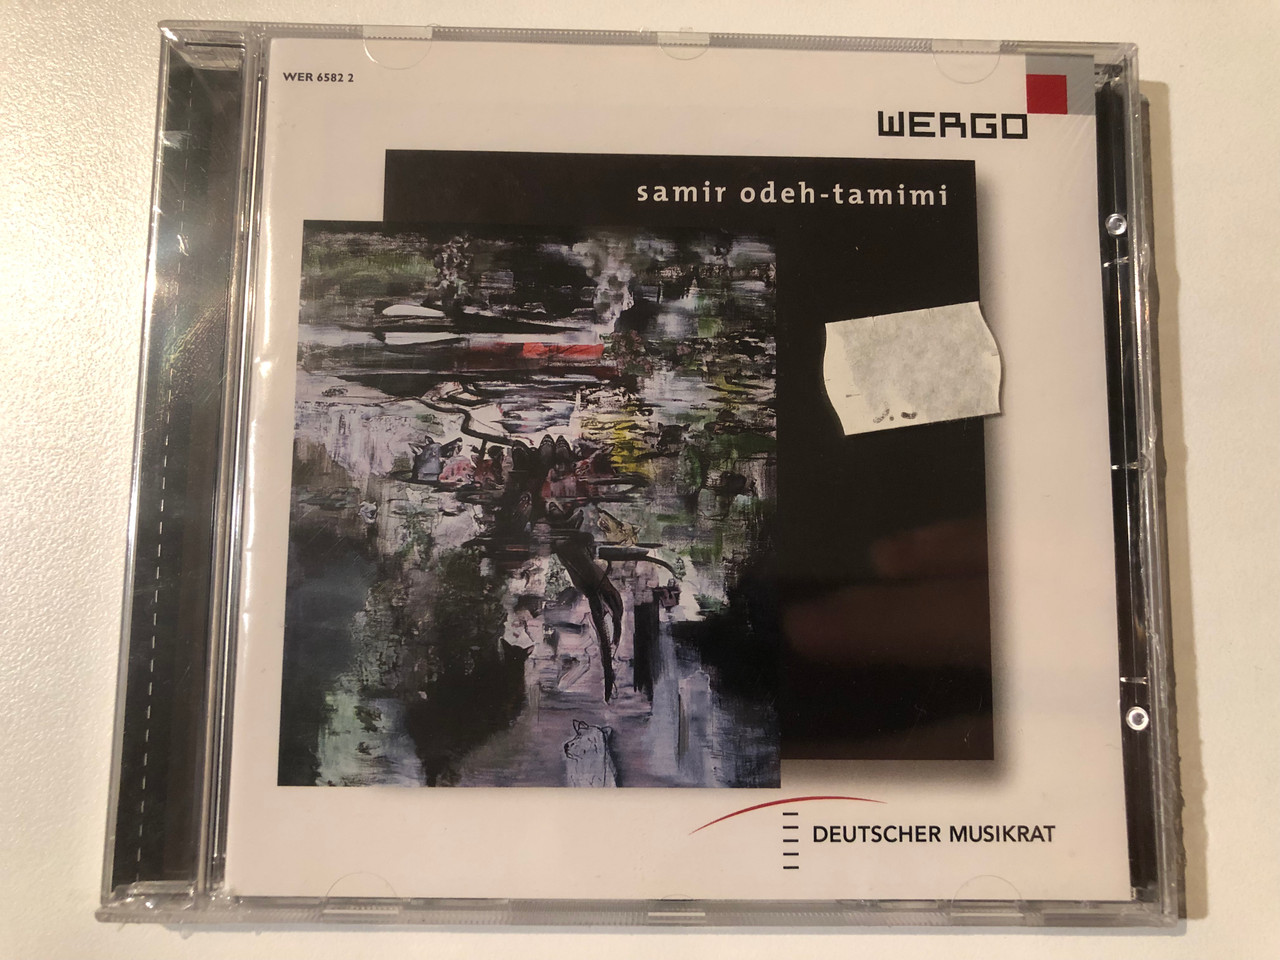 WER 6582 2
WERGO
samir odeh-tamimi
DEUTSCHER MUSIKRAT